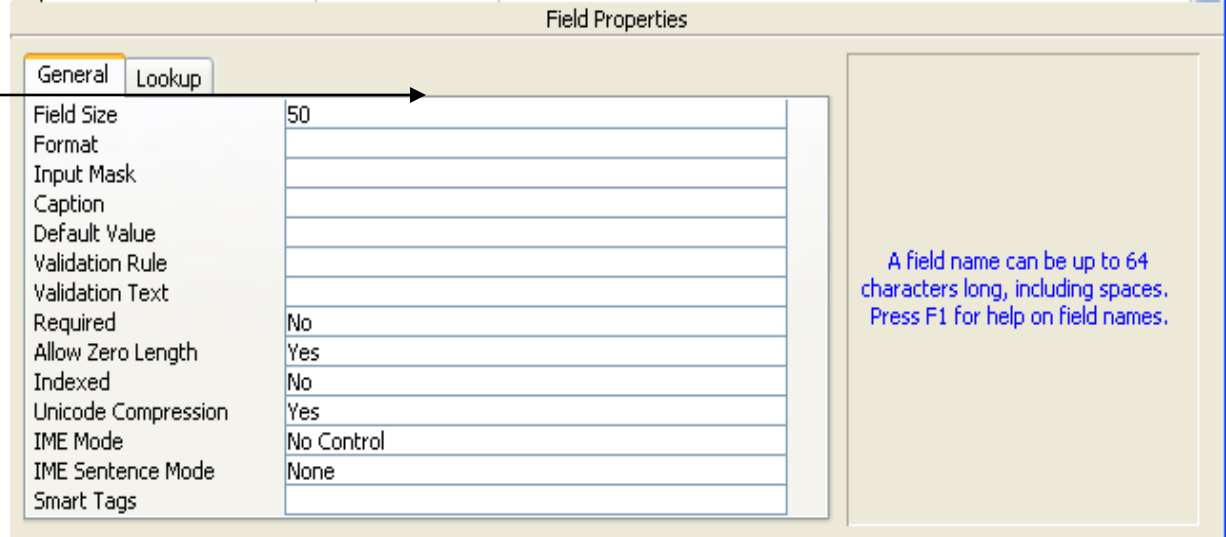 Field Properties
General Lookup
Field Size 50
Format
Input Mask
Caption
Default Value
Validation Rule
Validation Text
Required No
Allow Zero Length Yes
Indexed No
Unicode Compression Yes
IME Mode No Control
IME Sentence Mode None
Smart Tags
A field name can be up to 64
characters long, including spaces.
Press F1 for help on field names.